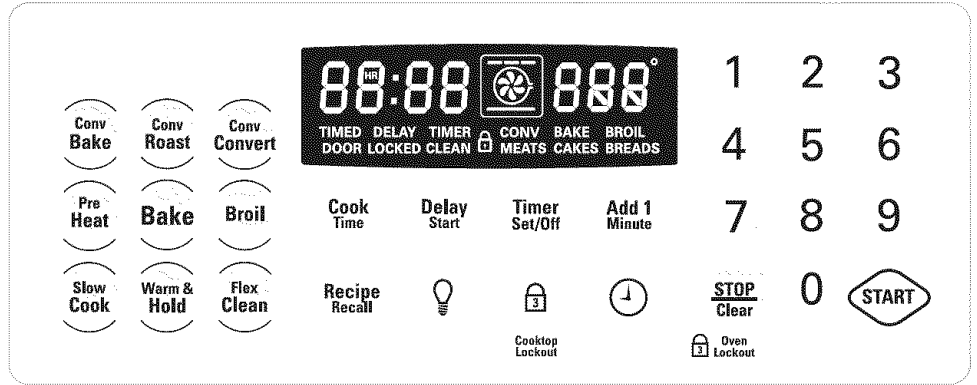 88:88 888°
HR
TIMED DELAY TIMER CONV BAKE BROIL
DOOR LOCKED CLEAN MEATS CAKES BREADS
1 2 3
4 5 6
7 8 9
0
Conv Bake
Conv Roast
Conv Convert
Pre Heat
Bake
Broil
Slow Cook
Warm & Hold
Flex Clean
Cook Time
Delay Start
Timer Set/Off
Add 1 Minute
Recipe Recall
3
Cooktop Lockout
STOP
Clear
3 Oven Lockout
START